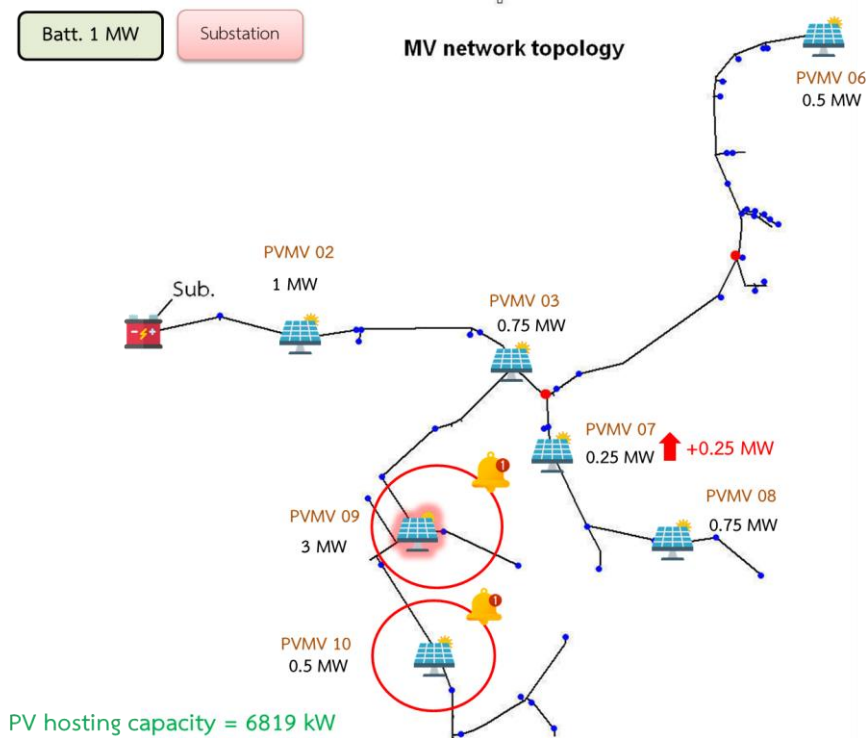 Batt. 1 MW
Substation
MV network topology
PVMV 06
0.5 MW
PVMV 02
1 MW
Sub.
PVMV 03
0.75 MW
PVMV 07
0.25 MW
+0.25 MW
PVMV 08
0.75 MW
1
PVMV 09
3 MW
1
PVMV 10
0.5 MW
PV hosting capacity = 6819 kW